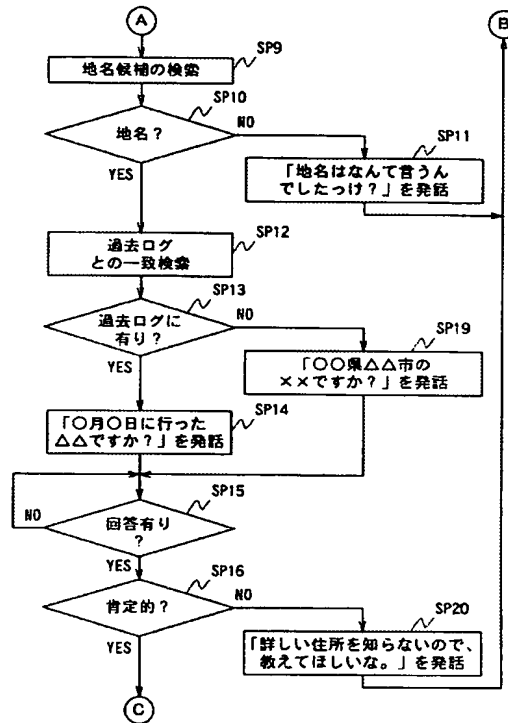 A
B
SP9
地名候補の検索
SP10
地名?
NO
YES
SP11
「地名はなんて言うん
でしたっけ?」を発話
SP12
過去ログ
との一致検索
SP13
過去ログに
有り?
NO
YES
SP19
「〇〇県△△市の
××ですか?」を発話
SP14
「〇月〇日に行った
△△ですか?」を発話
SP15
回答有り
?
NO
YES
SP16
肯定的?
NO
YES
SP20
「詳しい住所を知らないので、
教えてほしいな。」を発話
C